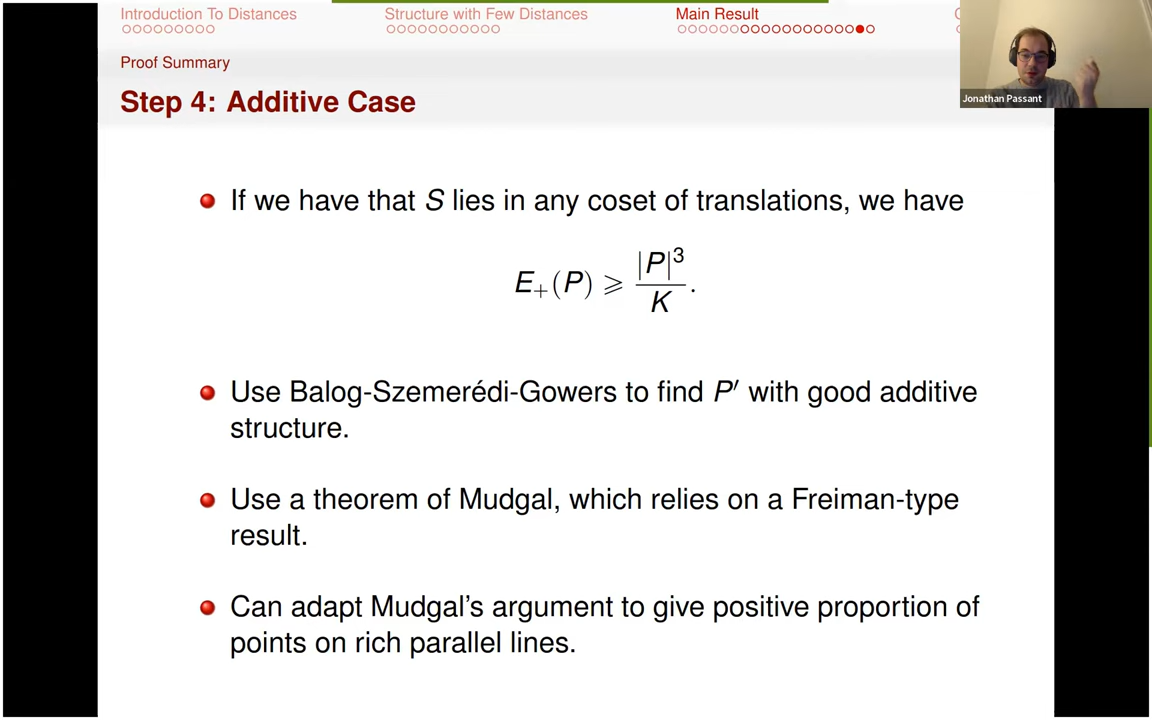 Introduction To Distances
Structure with Few Distances
Main Result
Proof Summary
Step 4: Additive Case
Jonathan Passant
If we have that S lies in any coset of translations, we have
E₊(P) ⩾ |P|³ / K.
Use Balog-Szemerédi-Gowers to find P′ with good additive
structure.
Use a theorem of Mudgal, which relies on a Freiman-type
result.
Can adapt Mudgal's argument to give positive proportion of
points on rich parallel lines.